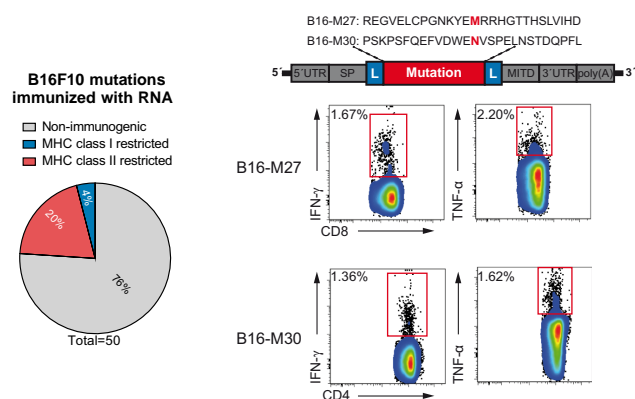 B16-M27: REGVELCPGNKYEMRRHGTTHSLVIHD
B16-M30: PSKPSFQEFVDWENVSPELNSTDQPFL
5´ 5´UTR SP L Mutation L MITD 3´UTR poly(A) 3´
B16F10 mutations
immunized with RNA
Non-immunogenic
MHC class I restricted
MHC class II restricted
4%
20%
76%
Total=50
B16-M27
1.67%
IFN-γ
CD8
2.20%
TNF-α
B16-M30
1.36%
IFN-γ
CD4
1.62%
TNF-α